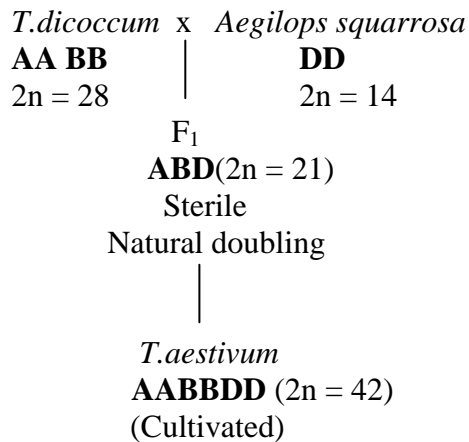 T.dicoccum x Aegilops squarrosa
AA BB DD
2n = 28 2n = 14
F₁
ABD(2n = 21)
Sterile
Natural doubling
T.aestivum
AABBDD (2n = 42)
(Cultivated)